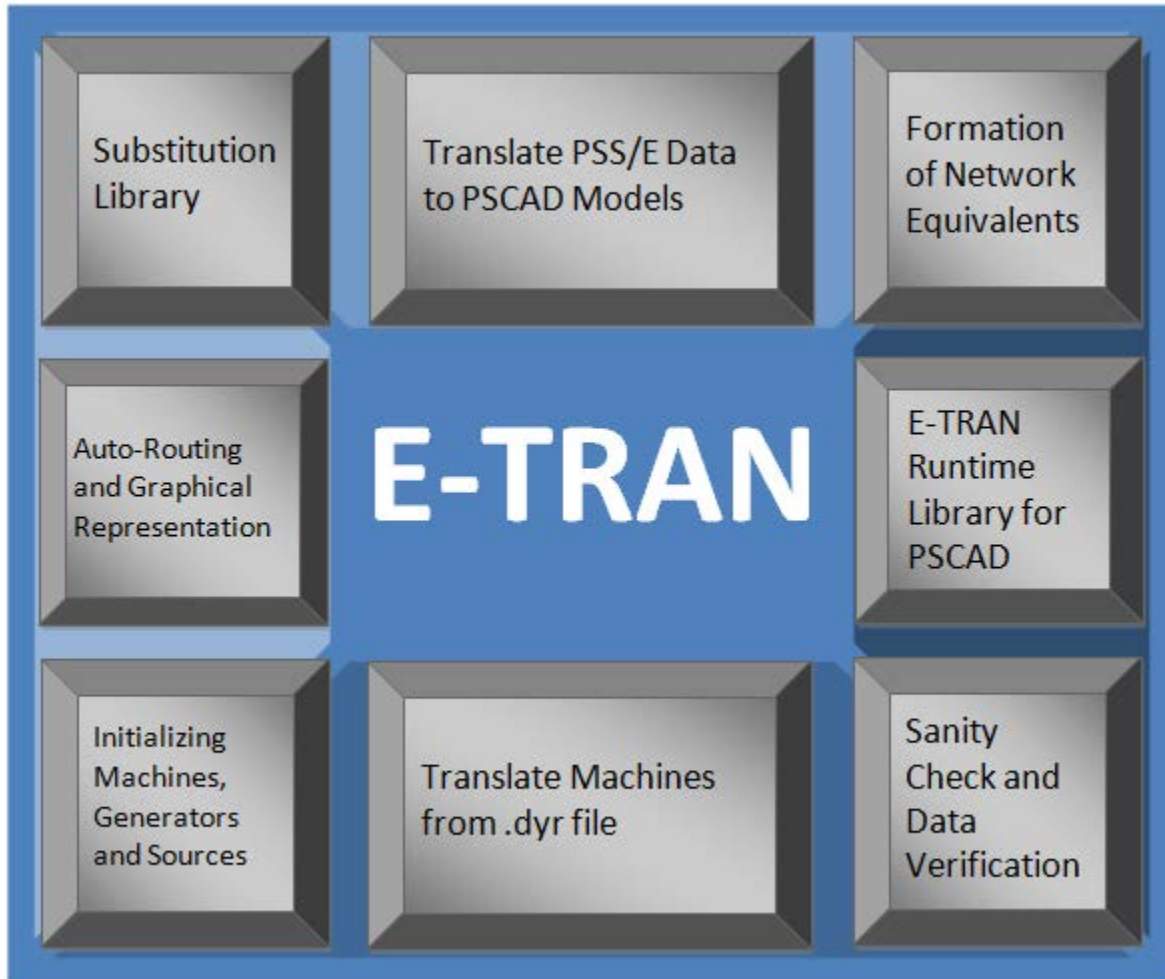 Substitution
Library
Translate PSS/E Data
to PSCAD Models
Formation
of Network
Equivalents
Auto-Routing
and Graphical
Representation
E-TRAN
E-TRAN
Runtime
Library for
PSCAD
Initializing
Machines,
Generators
and Sources
Translate Machines
from .dyr file
Sanity
Check and
Data
Verification